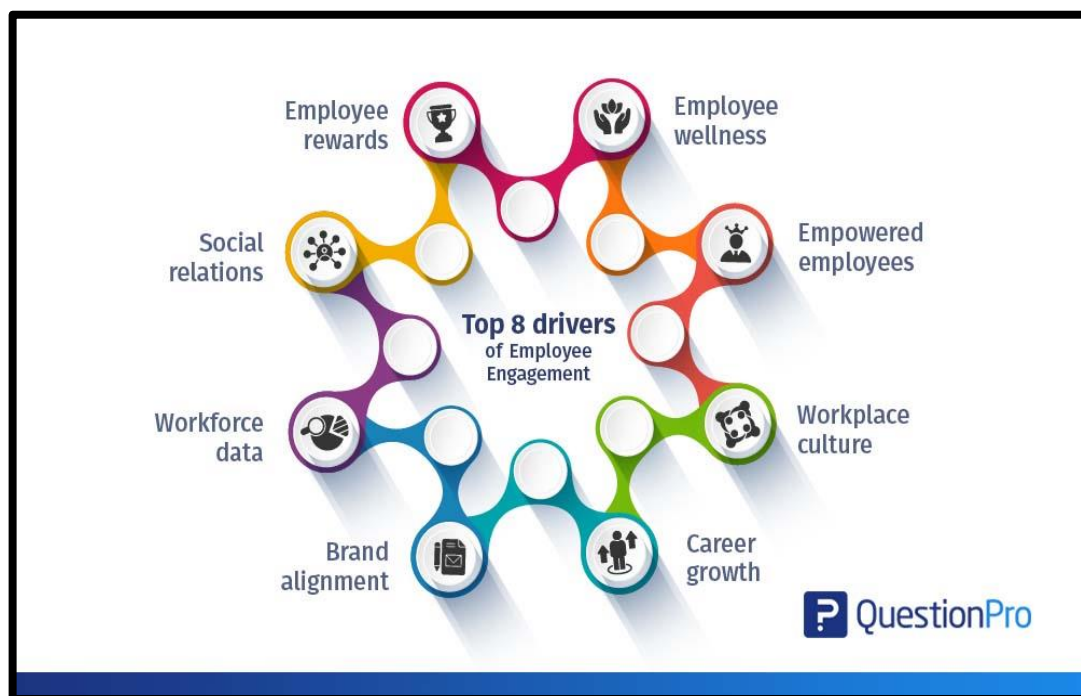 Employee
rewards
Employee
wellness
Social
relations
Empowered
employees
Top 8 drivers
of Employee
Engagement
Workforce
data
Workplace
culture
Brand
alignment
Career
growth
QuestionPro